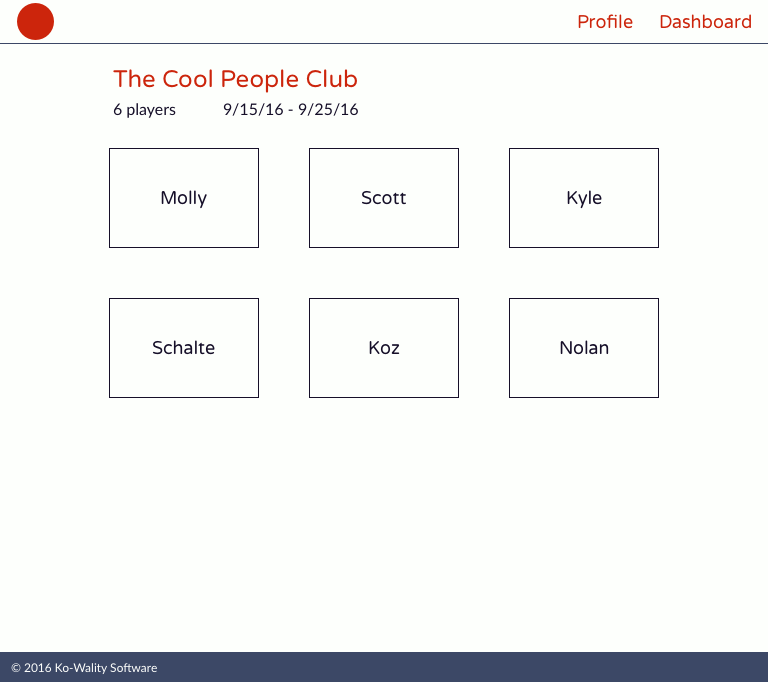 Profile Dashboard
The Cool People Club
6 players 9/15/16 - 9/25/16
Molly Scott Kyle
Schalte Koz Nolan
© 2016 Ko-Wality Software